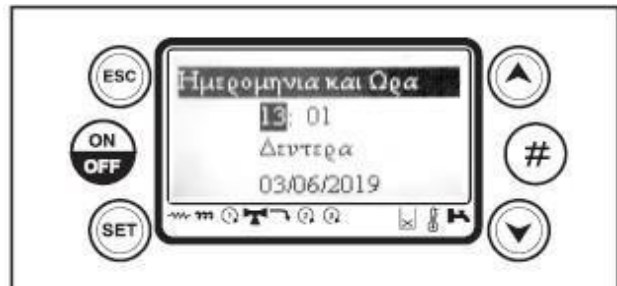 ESC
ON
OFF
SET
Ημερομηνια και Ωρα
13: 01
Δευτερα
03/06/2019
#